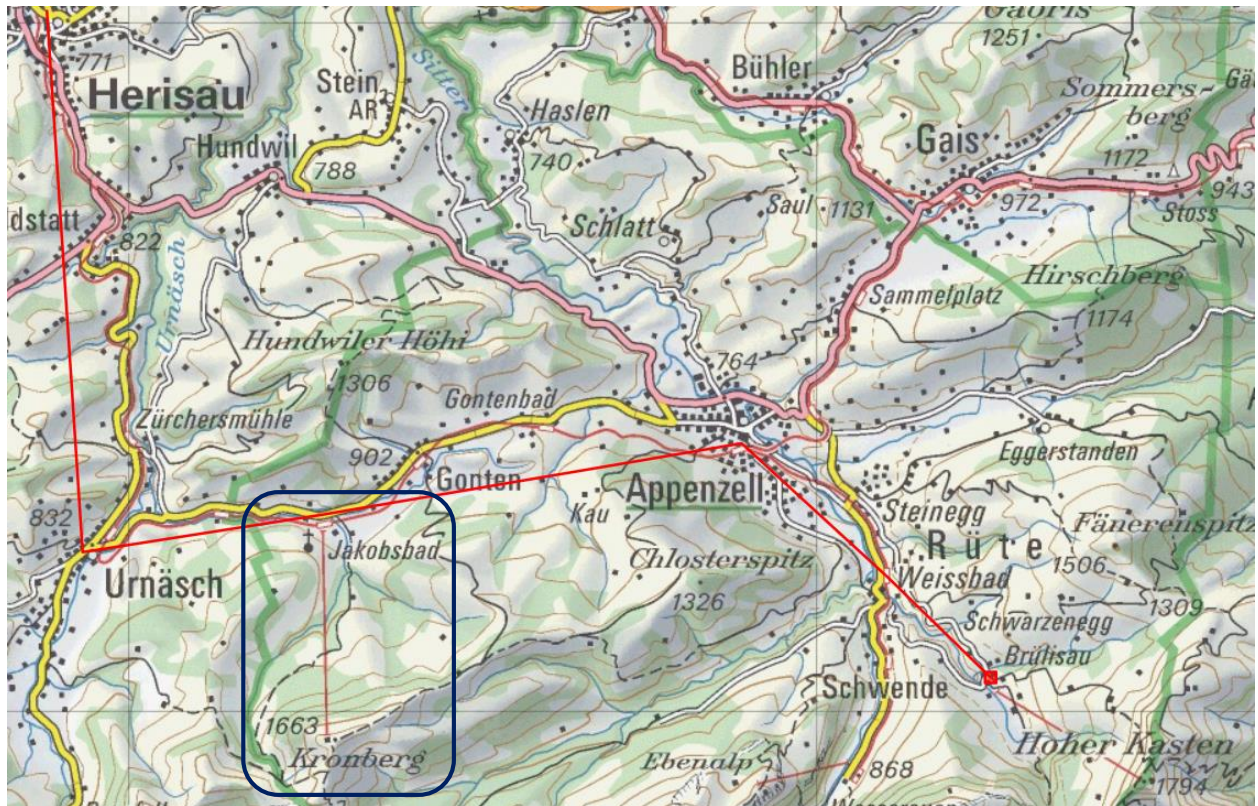 Gäbris
1251
771
Herisau
Stein
AR
Sitter
Haslen
740
Bühler
Sommers-
berg
Gais
1172
943
Stoss
972
Hundwil
788
Schlatt
Saul
1131
dstatt
822
Urnäsch
Hirschberg
1174
Sammelplatz
Hundwiler Höhi
1306
Gontenbad
764
Zürchersmühle
902
Gonten
Eggerstanden
Appenzell
832
Kau
Steinegg
Fänerenspitz
Jakobsbad
Chlosterspitz
Rüte
1506
Urnäsch
Weissbad
1326
1309
Schwarzenegg
Brülisau
Schwende
1663
Kronberg
Hoher Kasten
Ebenalp
868
1794